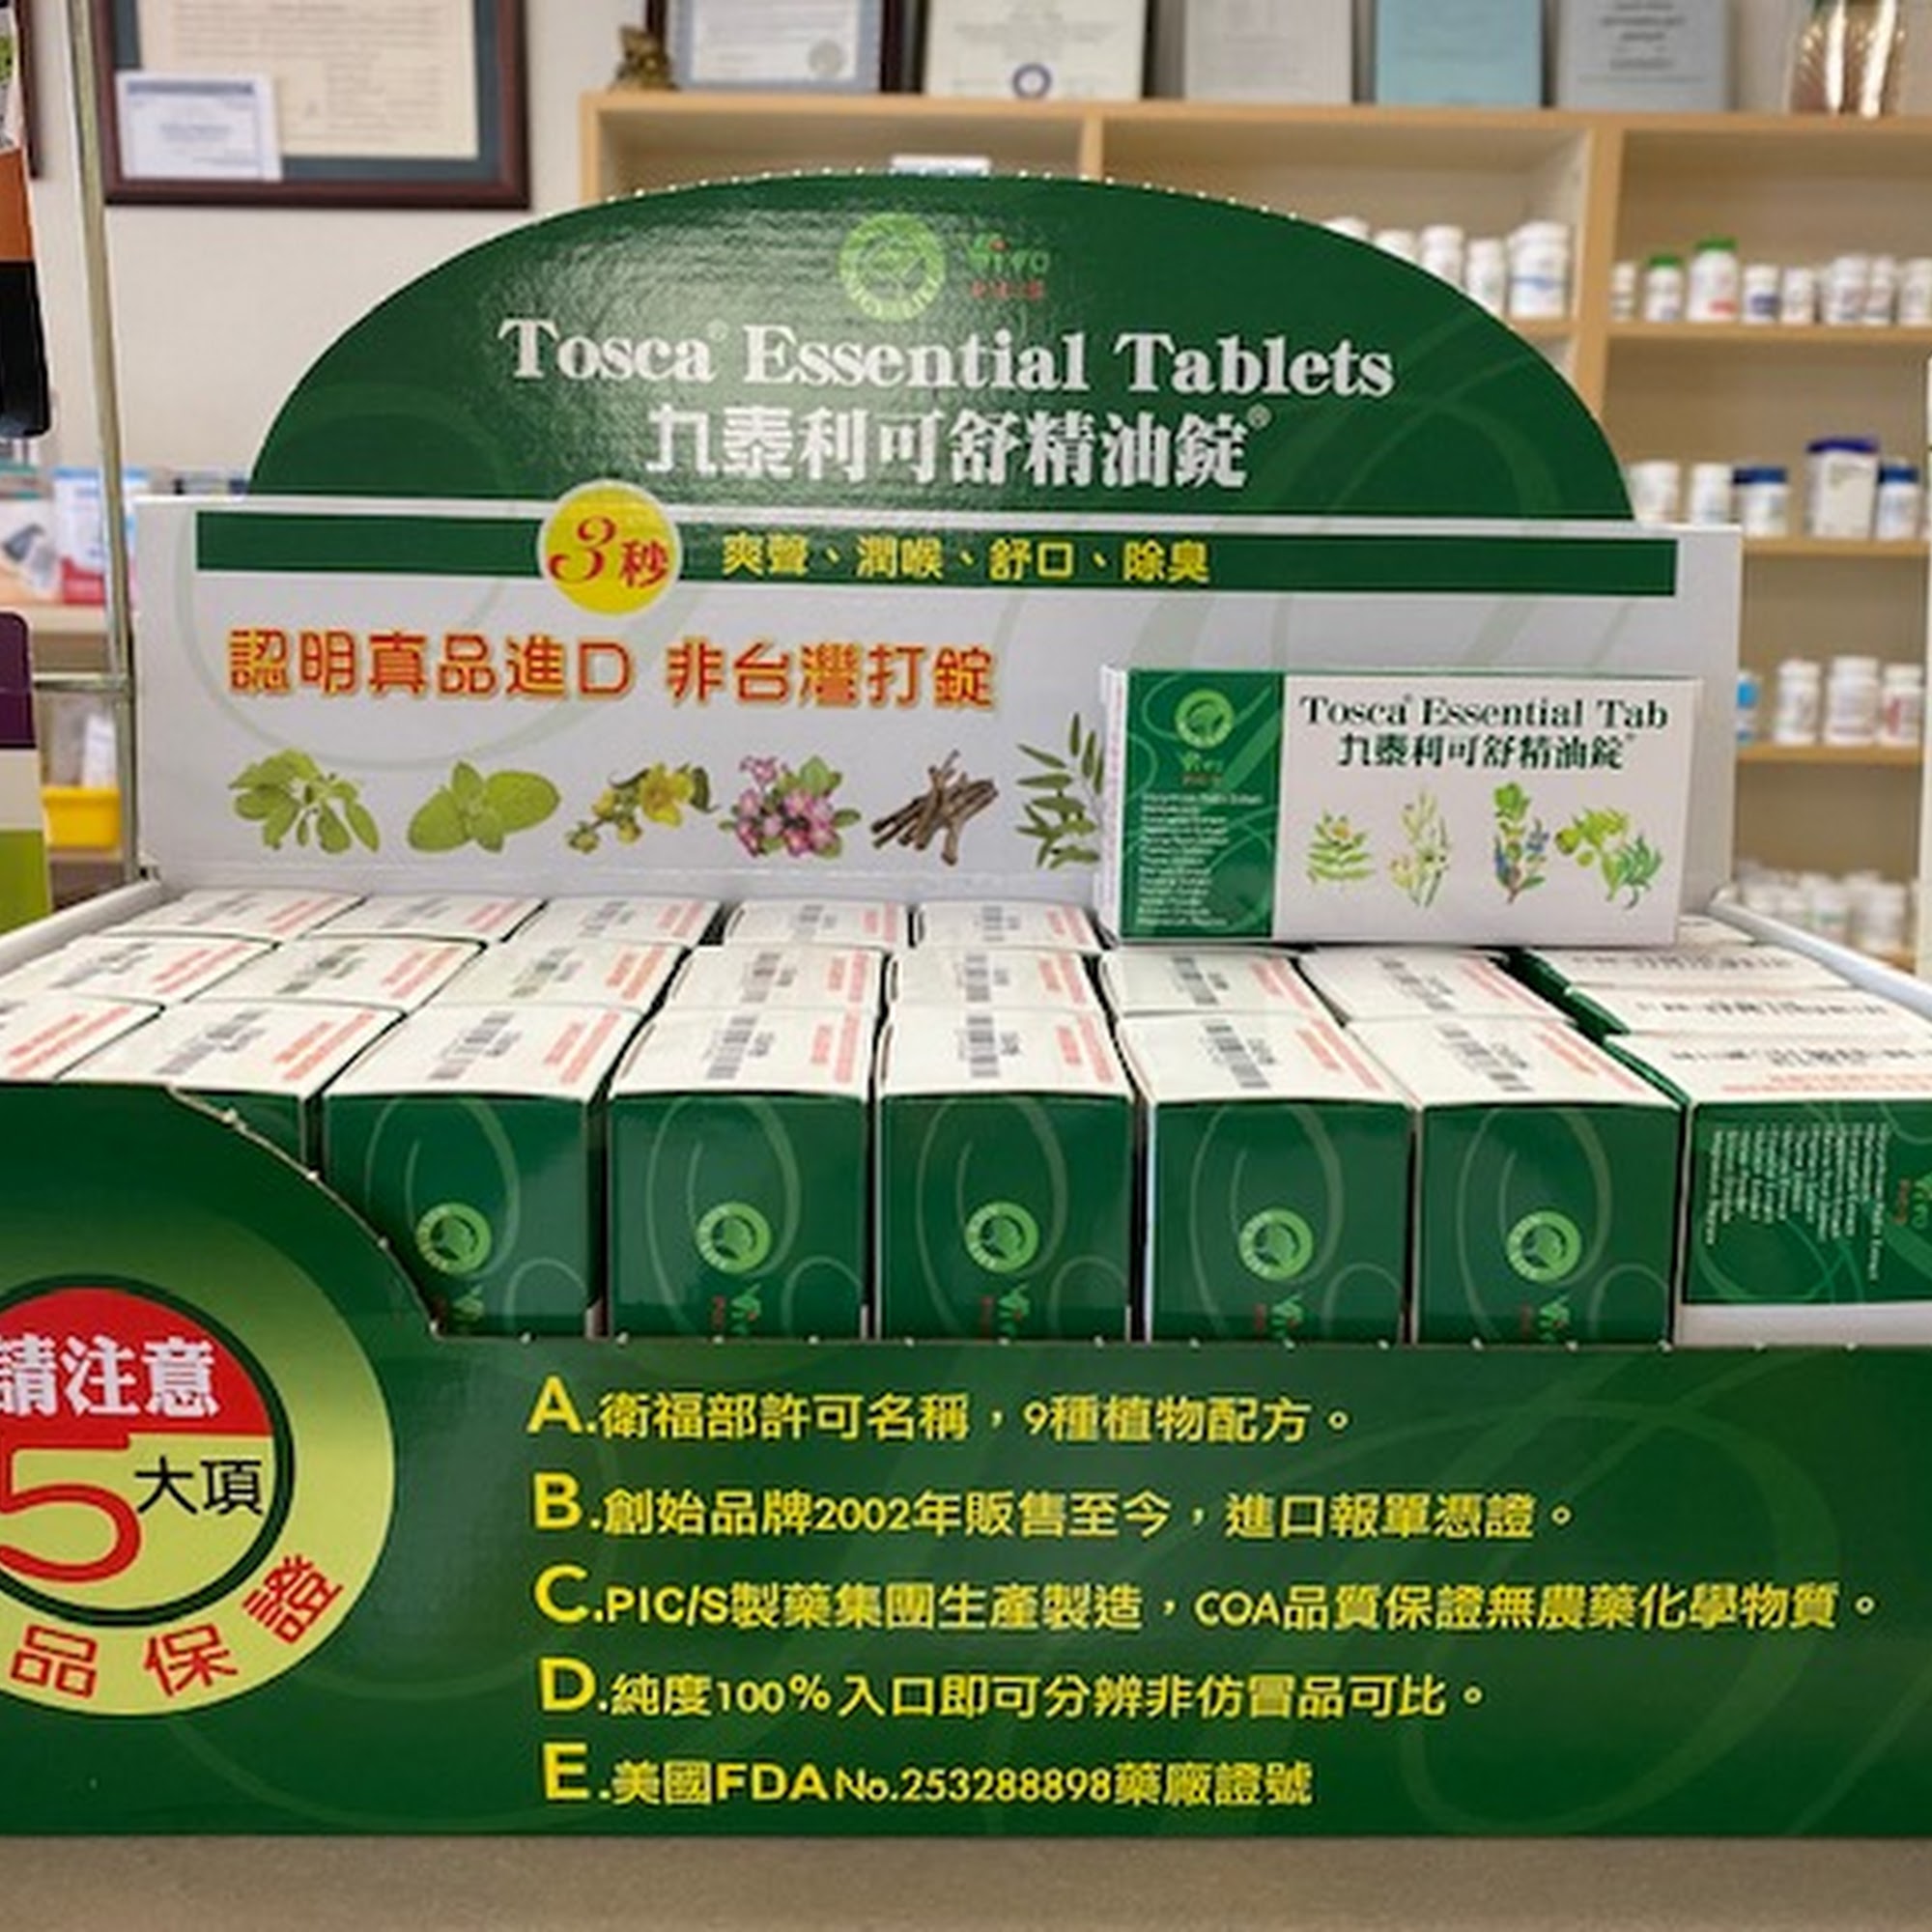 Vivo
Tosca® Essential Tablets
九泰利可舒精油錠®
3秒
爽聲、潤喉、舒口、除臭
認明真品進口 非台灣打錠
Tosca® Essential Tab
九泰利可舒精油錠®
請注意
5大項
品保證
A.衛福部許可名稱，9種植物配方。
B.創始品牌2002年販售至今，進口報單憑證。
C.PIC/S製藥集團生產製造，COA品質保證無農藥化學物質。
D.純度100%入口即可分辨非仿冒品可比。
E.美國FDA No.253288898藥廠證號